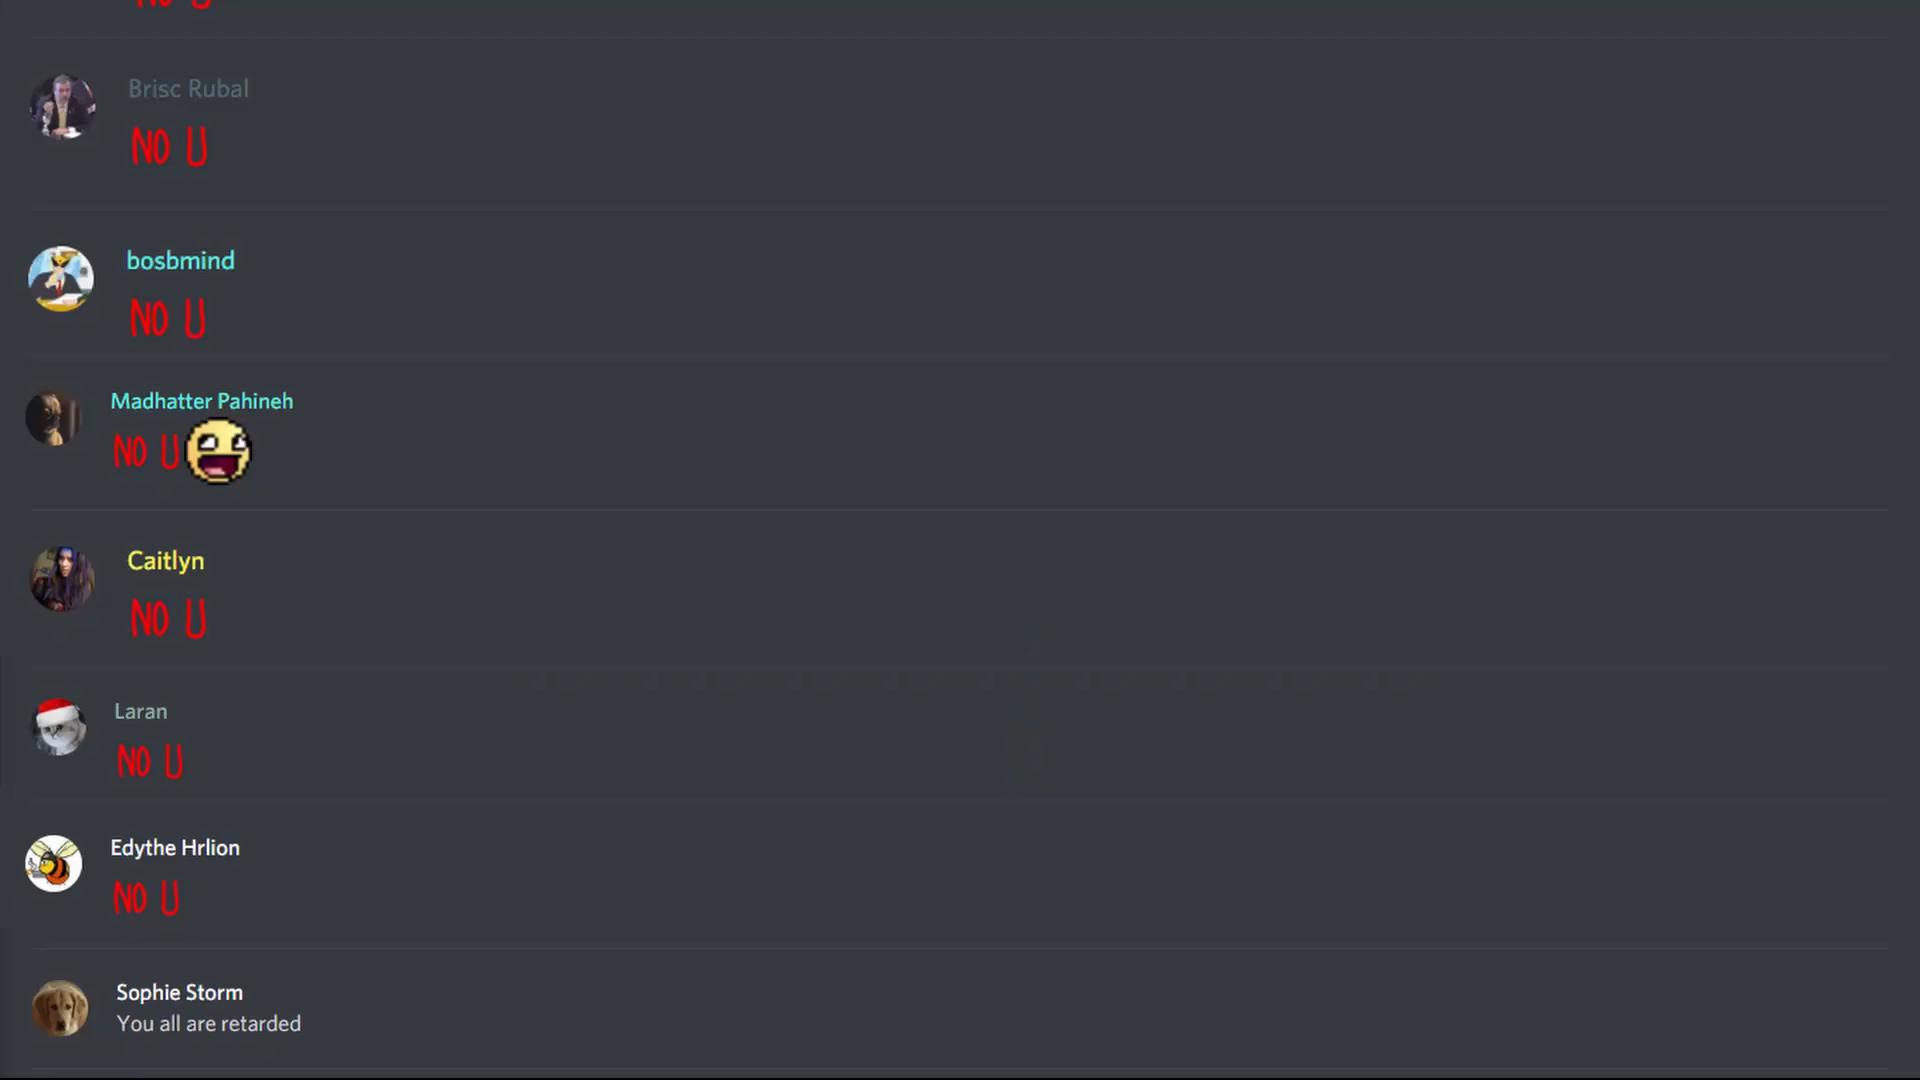 NO U
Brisc Rubal
NO U
bosbmind
NO U
Madhatter Pahineh
NO U
Caitlyn
NO U
Laran
NO U
Edythe Hrlion
NO U
Sophie Storm
You all are retarded